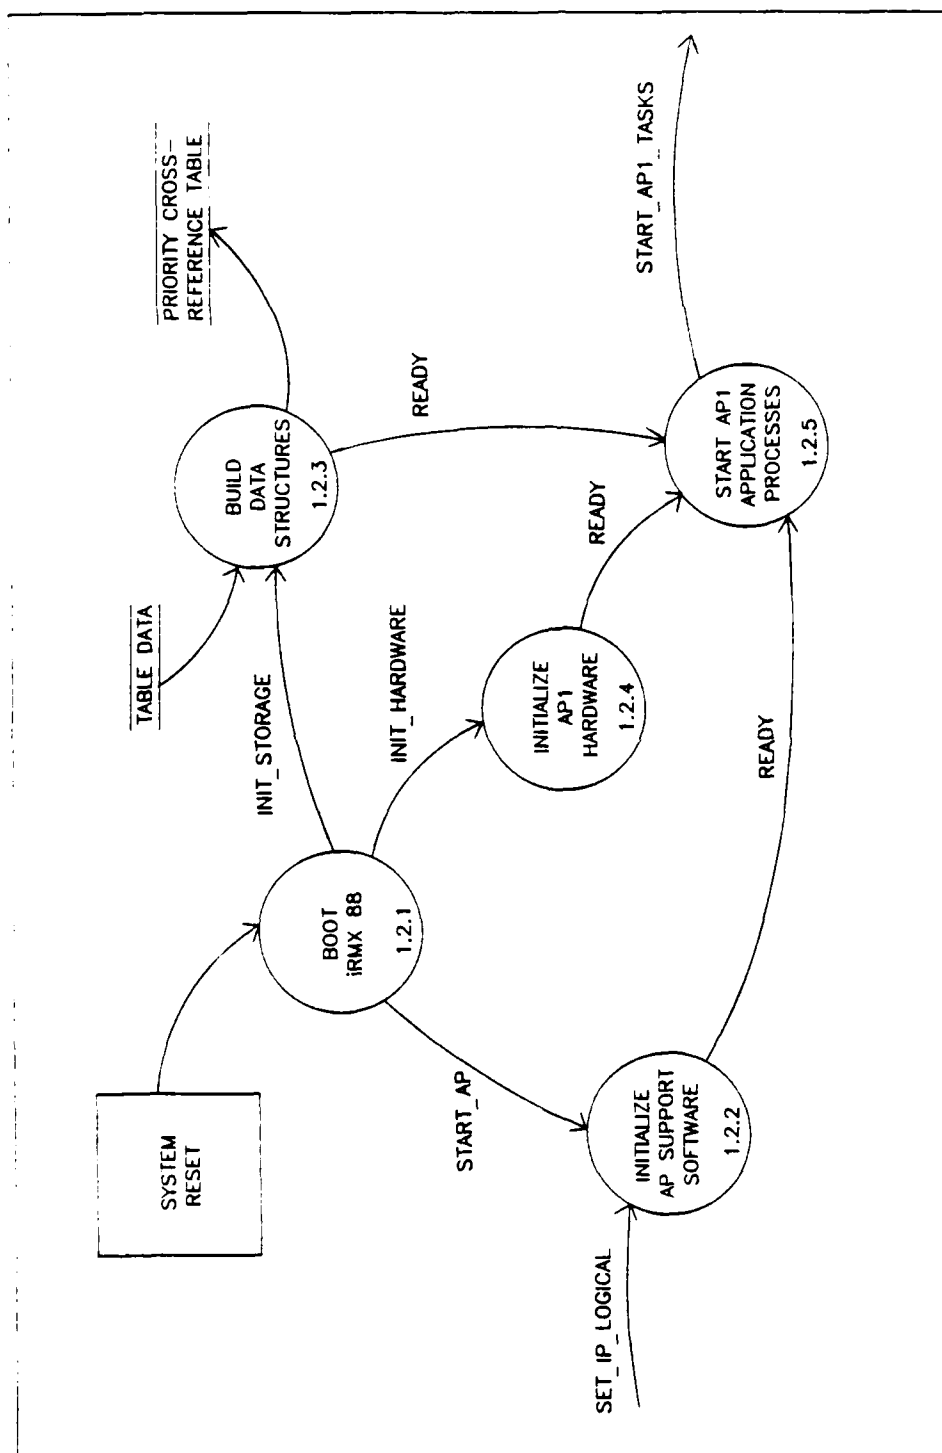 SYSTEM
RESET
TABLE DATA
PRIORITY CROSS-
REFERENCE TABLE
INIT_STORAGE
BUILD
DATA
STRUCTURES
1.2.3
BOOT
iRMX 88
1.2.1
INIT_HARDWARE
READY
START_AP
INITIALIZE
AP1
HARDWARE
1.2.4
READY
START_AP1_TASKS
SET_IP_LOGICAL
INITIALIZE
AP SUPPORT
SOFTWARE
1.2.2
READY
START AP1
APPLICATION
PROCESSES
1.2.5